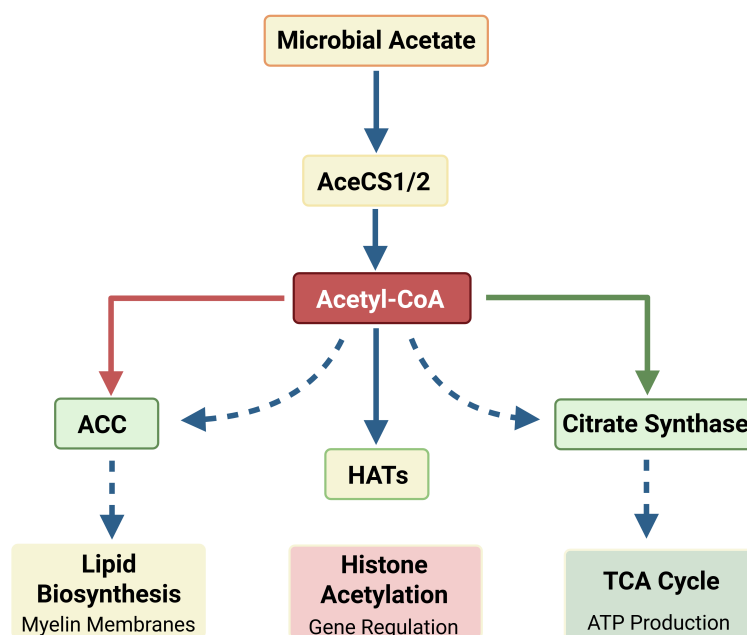 Microbial Acetate
AceCS1/2
Acetyl-CoA
ACC
Citrate Synthase
HATs
Lipid
Biosynthesis
Myelin Membranes
Histone
Acetylation
Gene Regulation
TCA Cycle
ATP Production